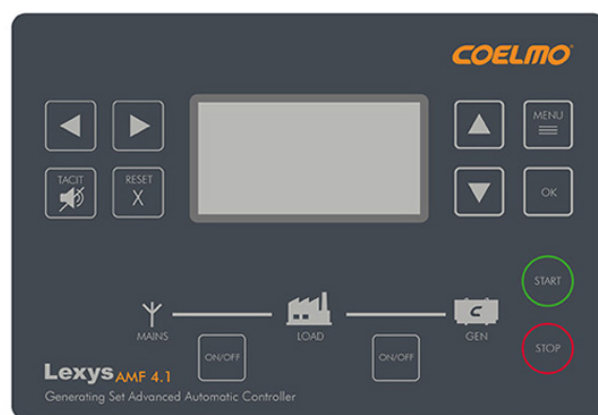 COELMO
MENU
TACIT
RESET
X
OK
START
MAINS
LOAD
GEN
ON/OFF
ON/OFF
STOP
Lexys AMF 4.1
Generating Set Advanced Automatic Controller